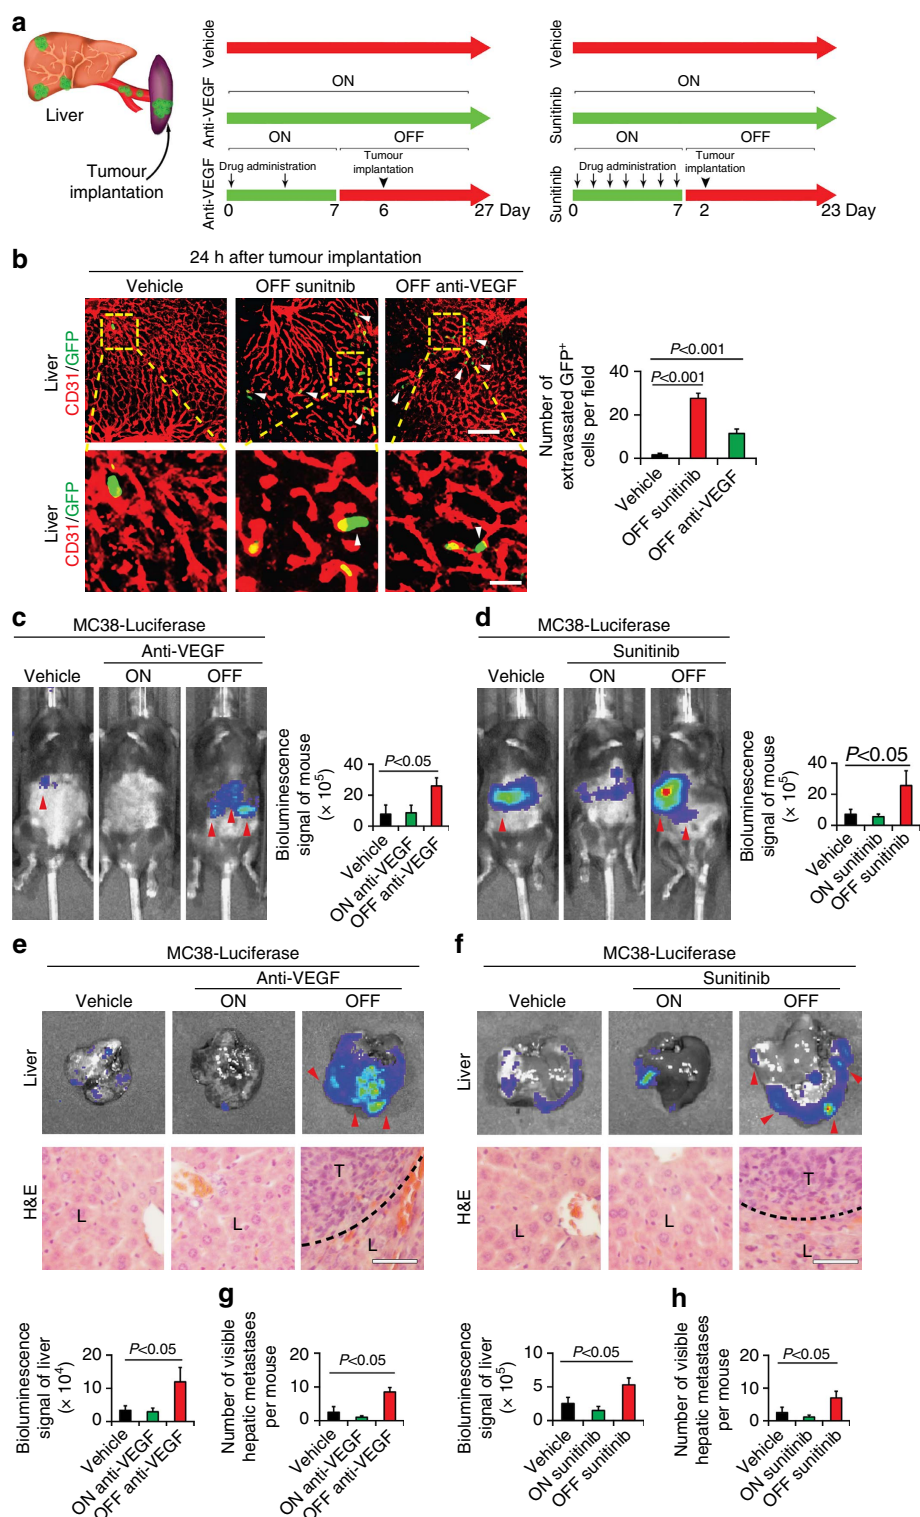 a
Liver
Tumour
implantation
Vehicle
Anti-VEGF
ON
ON
OFF
Anti-VEGF
Drug administration
Tumour
implantation
0
7
6
27 Day
Vehicle
Sunitinib
ON
ON
OFF
Sunitinib
Drug administration
Tumour
implantation
0
7
2
23 Day
b
24 h after tumour implantation
Vehicle
OFF sunitnib
OFF anti-VEGF
Liver
CD31/GFP
Liver
CD31/GFP
Number of
extravasated GFP+
cells per field
P<0.001
P<0.001
40
20
0
Vehicle
OFF sunitinib
OFF anti-VEGF
c
MC38-Luciferase
Anti-VEGF
Vehicle
ON
OFF
Bioluminescence
signal of mouse
(× 10⁵)
P<0.05
40
20
0
Vehicle
ON anti-VEGF
OFF anti-VEGF
d
MC38-Luciferase
Sunitinib
Vehicle
ON
OFF
Bioluminescence
signal of mouse
(× 10⁵)
P<0.05
40
20
0
Vehicle
ON sunitinib
OFF sunitinib
e
MC38-Luciferase
Anti-VEGF
Vehicle
ON
OFF
Liver
H&E
L
L
T
L
f
MC38-Luciferase
Sunitinib
Vehicle
ON
OFF
Liver
H&E
L
L
T
L
Bioluminescence
signal of liver
(× 10⁴)
P<0.05
20
10
0
Vehicle
ON anti-VEGF
OFF anti-VEGF
g
Number of visible
hepatic metastases
per mouse
P<0.05
20
10
0
Vehicle
ON anti-VEGF
OFF anti-VEGF
Bioluminescence
signal of liver
(× 10⁵)
P<0.05
10
5
0
Vehicle
ON sunitinib
OFF sunitinib
h
Number of visible
hepatic metastases
per mouse
P<0.05
20
10
0
Vehicle
ON sunitinib
OFF sunitinib